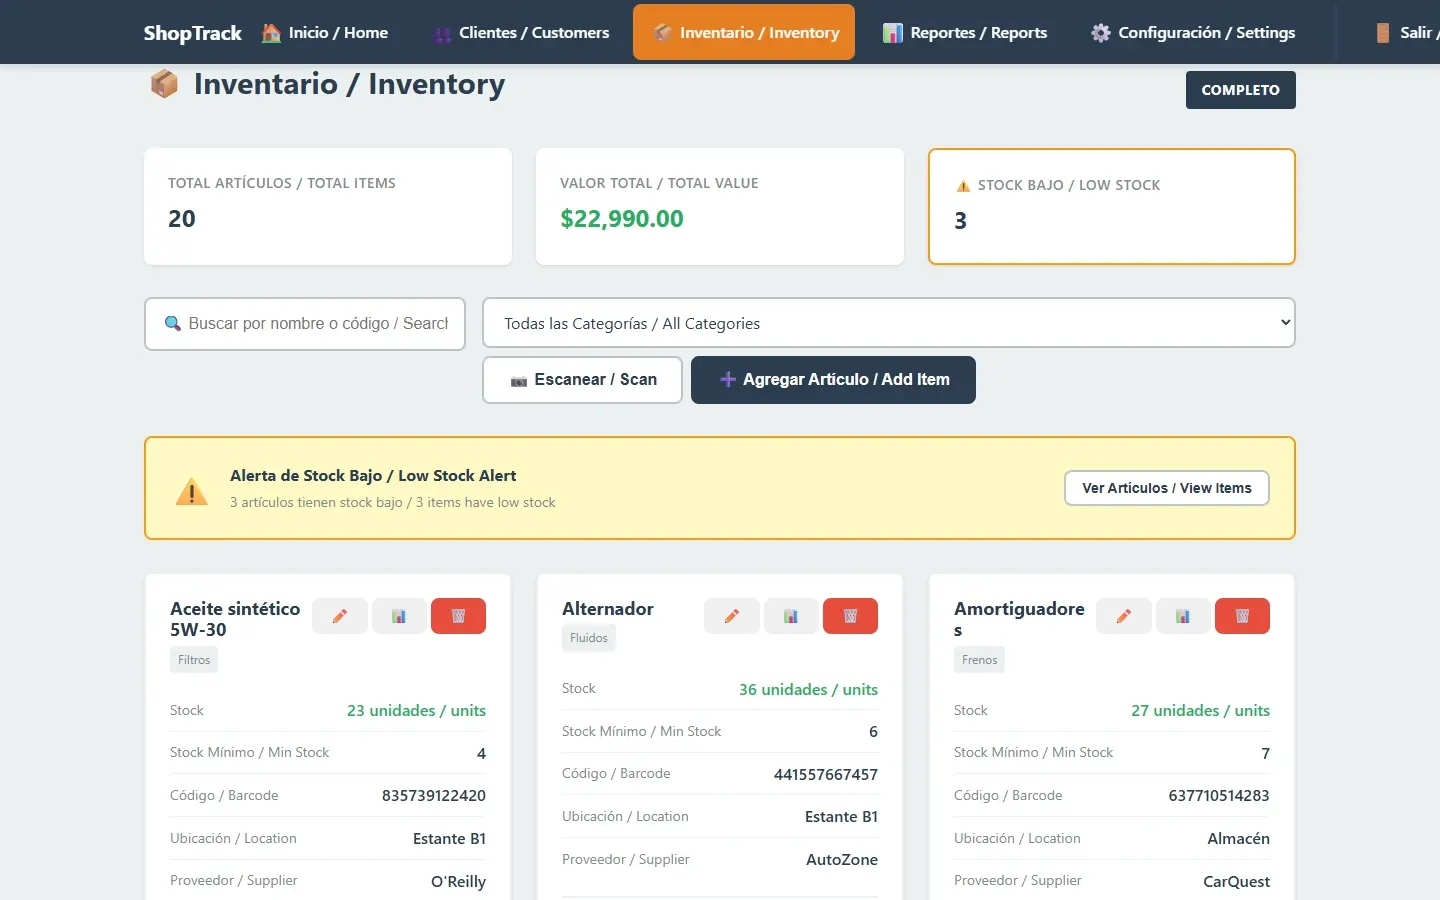 ShopTrack
Inicio / Home
Clientes / Customers
Inventario / Inventory
Reportes / Reports
Configuración / Settings
Salir /
Inventario / Inventory
COMPLETO
TOTAL ARTÍCULOS / TOTAL ITEMS
20
VALOR TOTAL / TOTAL VALUE
$22,990.00
STOCK BAJO / LOW STOCK
3
Buscar por nombre o código / Search
Todas las Categorías / All Categories
Escanear / Scan
Agregar Artículo / Add Item
Alerta de Stock Bajo / Low Stock Alert
3 artículos tienen stock bajo / 3 items have low stock
Ver Artículos / View Items
Aceite sintético
5W-30
Filtros
Stock
23 unidades / units
Stock Mínimo / Min Stock
4
Código / Barcode
835739122420
Ubicación / Location
Estante B1
Proveedor / Supplier
O'Reilly
Alternador
Fluidos
Stock
36 unidades / units
Stock Mínimo / Min Stock
6
Código / Barcode
441557667457
Ubicación / Location
Estante B1
Proveedor / Supplier
AutoZone
Amortiguadore
s
Frenos
Stock
27 unidades / units
Stock Mínimo / Min Stock
7
Código / Barcode
637710514283
Ubicación / Location
Almacén
Proveedor / Supplier
CarQuest